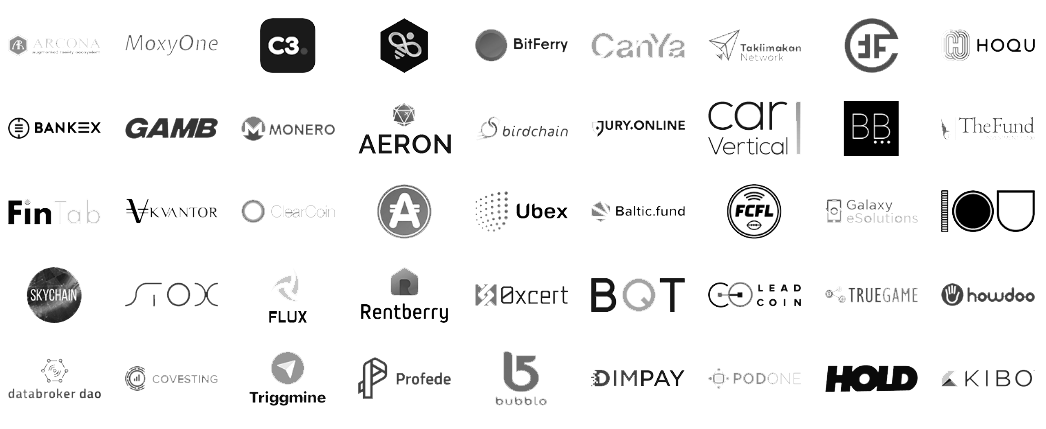 ARCONA
MoxyOne
C3.
BitFerry
CanYa
Taklimakan
Network
HOQU
BANKEX
GAMB
MONERO
AERON
birdchain
JURY.ONLINE
car
Vertical
BB
TheFund
FinTab
KVANTOR
ClearCoin
A
Ubex
Baltic.fund
FCFL
Galaxy
eSolutions
IOU
SKYCHAIN
STOX
FLUX
R
Rentberry
0xcert
BQT
LEAD
COIN
TRUEGAME
howdoo
databroker dao
COVESTING
Triggmine
Profede
b5
bubblo
DIMPAY
PODONE
HOLD
KIBO